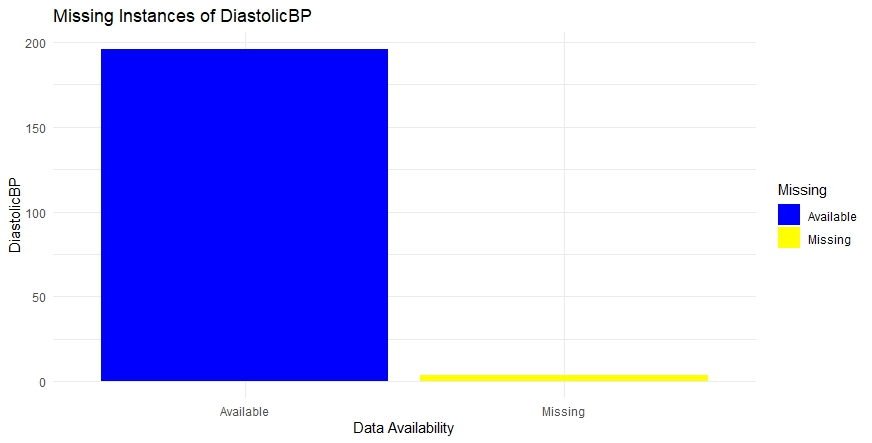 Missing Instances of DiastolicBP
200
150
100
50
0
DiastolicBP
Available
Missing
Data Availability
Missing
Available
Missing